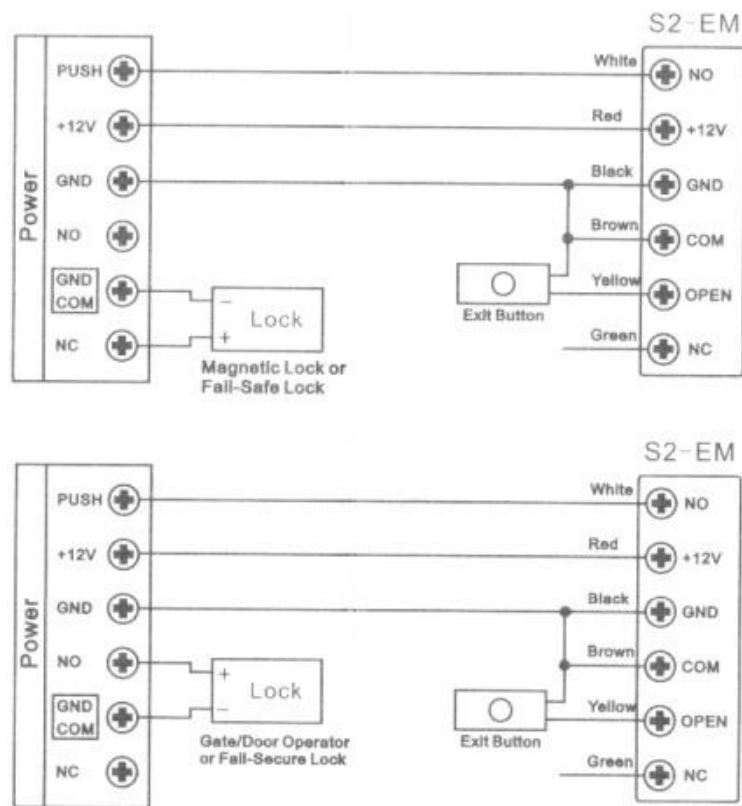 S2-EM
Power
PUSH
White
NO
+12V
Red
+12V
GND
Black
GND
NO
Brown
COM
GND
COM
Lock
Yellow
OPEN
Exit Button
NC
Green
NC
Magnetic Lock or
Fail-Safe Lock
S2-EM
Power
PUSH
White
NO
+12V
Red
+12V
GND
Black
GND
NO
Lock
Brown
COM
GND
COM
Yellow
OPEN
Gate/Door Operator
or Fail-Secure Lock
Exit Button
NC
Green
NC